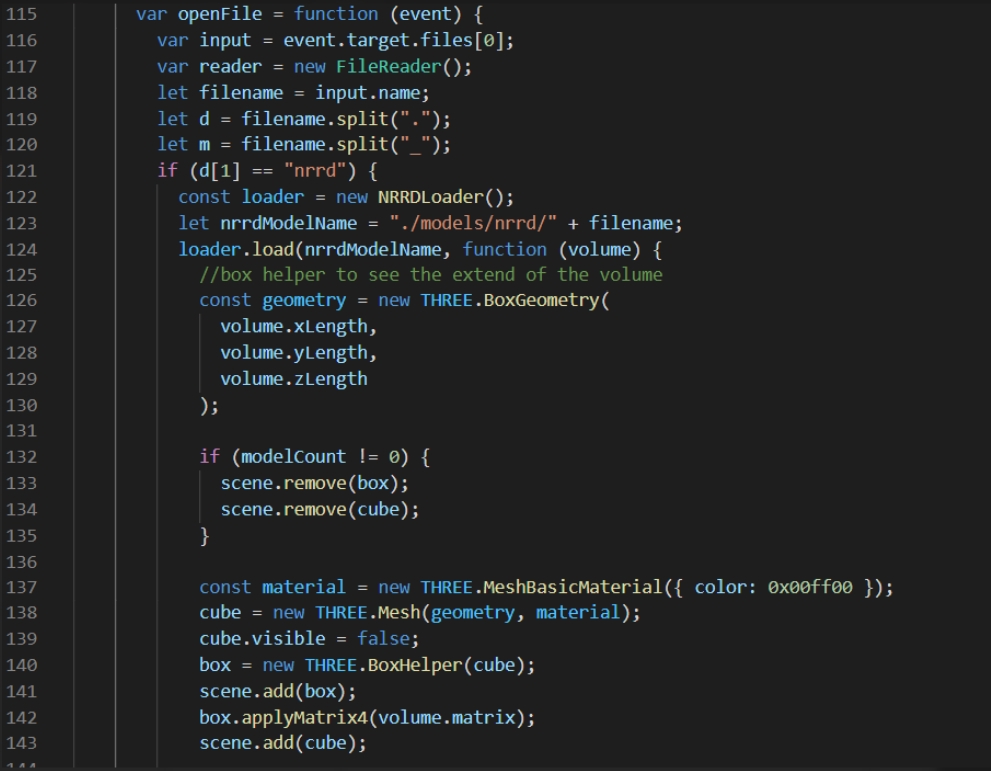 115 var openFile = function (event) {
116 var input = event.target.files[0];
117 var reader = new FileReader();
118 let filename = input.name;
119 let d = filename.split(".");
120 let m = filename.split("_");
121 if (d[1] == "nrrd") {
122 const loader = new NRRDLoader();
123 let nrrdModelName = "./models/nrrd/" + filename;
124 loader.load(nrrdModelName, function (volume) {
125 //box helper to see the extend of the volume
126 const geometry = new THREE.BoxGeometry(
127 volume.xLength,
128 volume.yLength,
129 volume.zLength
130 );
131
132 if (modelCount != 0) {
133 scene.remove(box);
134 scene.remove(cube);
135 }
136
137 const material = new THREE.MeshBasicMaterial({ color: 0x00ff00 });
138 cube = new THREE.Mesh(geometry, material);
139 cube.visible = false;
140 box = new THREE.BoxHelper(cube);
141 scene.add(box);
142 box.applyMatrix4(volume.matrix);
143 scene.add(cube);